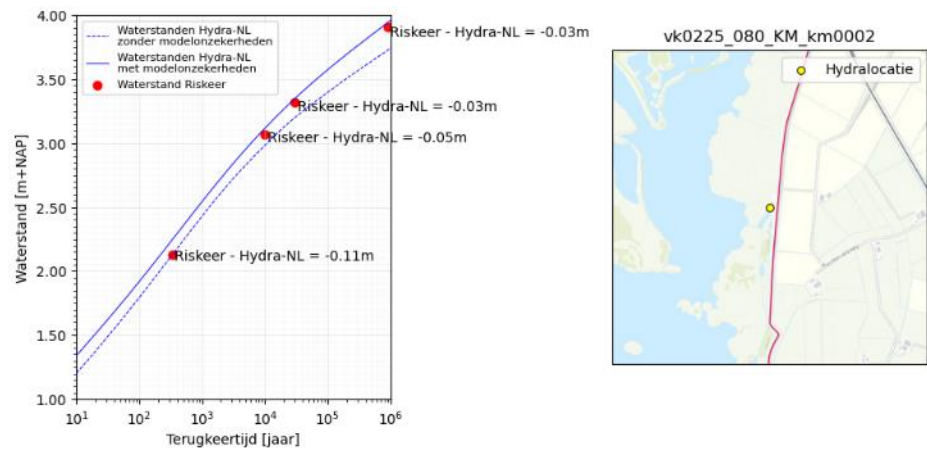 4.00
3.50
3.00
2.50
2.00
1.50
1.00
Waterstand [m+NAP]
Waterstanden Hydra-NL
zonder modelonzekerheden
Waterstanden Hydra-NL
met modelonzekerheden
Waterstand Riskeer
Riskeer - Hydra-NL = -0.03m
Riskeer - Hydra-NL = -0.03m
Riskeer - Hydra-NL = -0.05m
Riskeer - Hydra-NL = -0.11m
10¹ 10² 10³ 10⁴ 10⁵ 10⁶
Terugkeertijd [jaar]
vk0225_080_KM_km0002
Hydralocatie